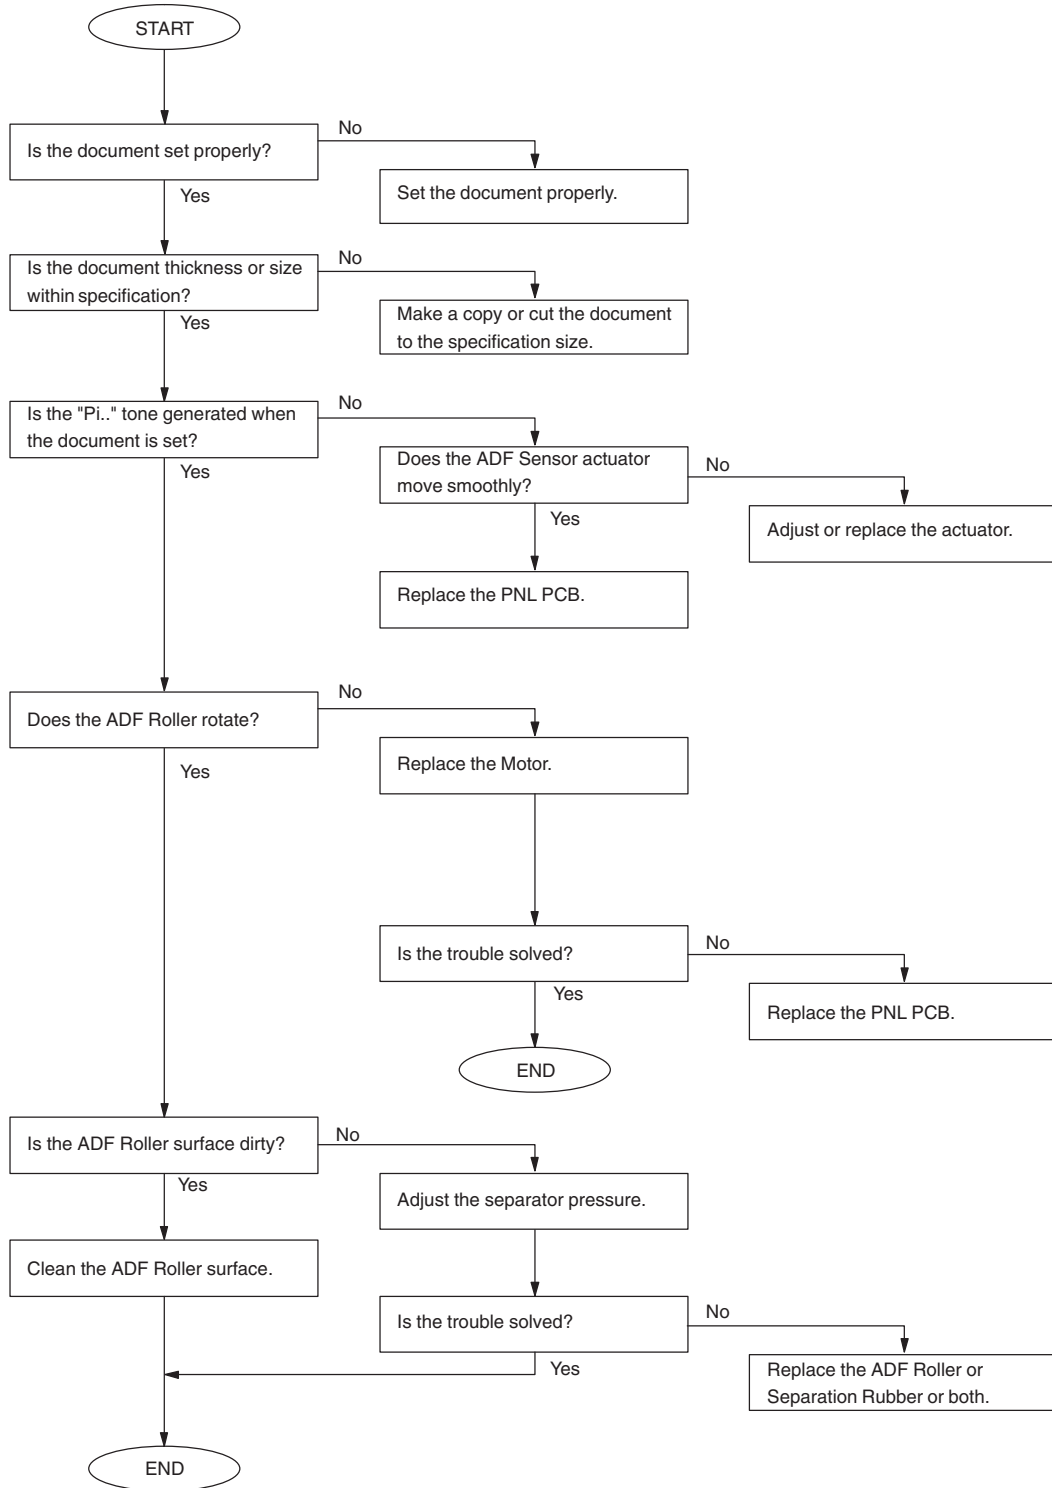 START
Is the document set properly?
No
Yes
Set the document properly.
Is the document thickness or size
within specification?
No
Yes
Make a copy or cut the document
to the specification size.
Is the "Pi.." tone generated when
the document is set?
No
Yes
Does the ADF Sensor actuator
move smoothly?
No
Yes
Adjust or replace the actuator.
Replace the PNL PCB.
Does the ADF Roller rotate?
No
Yes
Replace the Motor.
Is the trouble solved?
No
Yes
Replace the PNL PCB.
END
Is the ADF Roller surface dirty?
No
Yes
Adjust the separator pressure.
Clean the ADF Roller surface.
Is the trouble solved?
No
Yes
Replace the ADF Roller or
Separation Rubber or both.
END